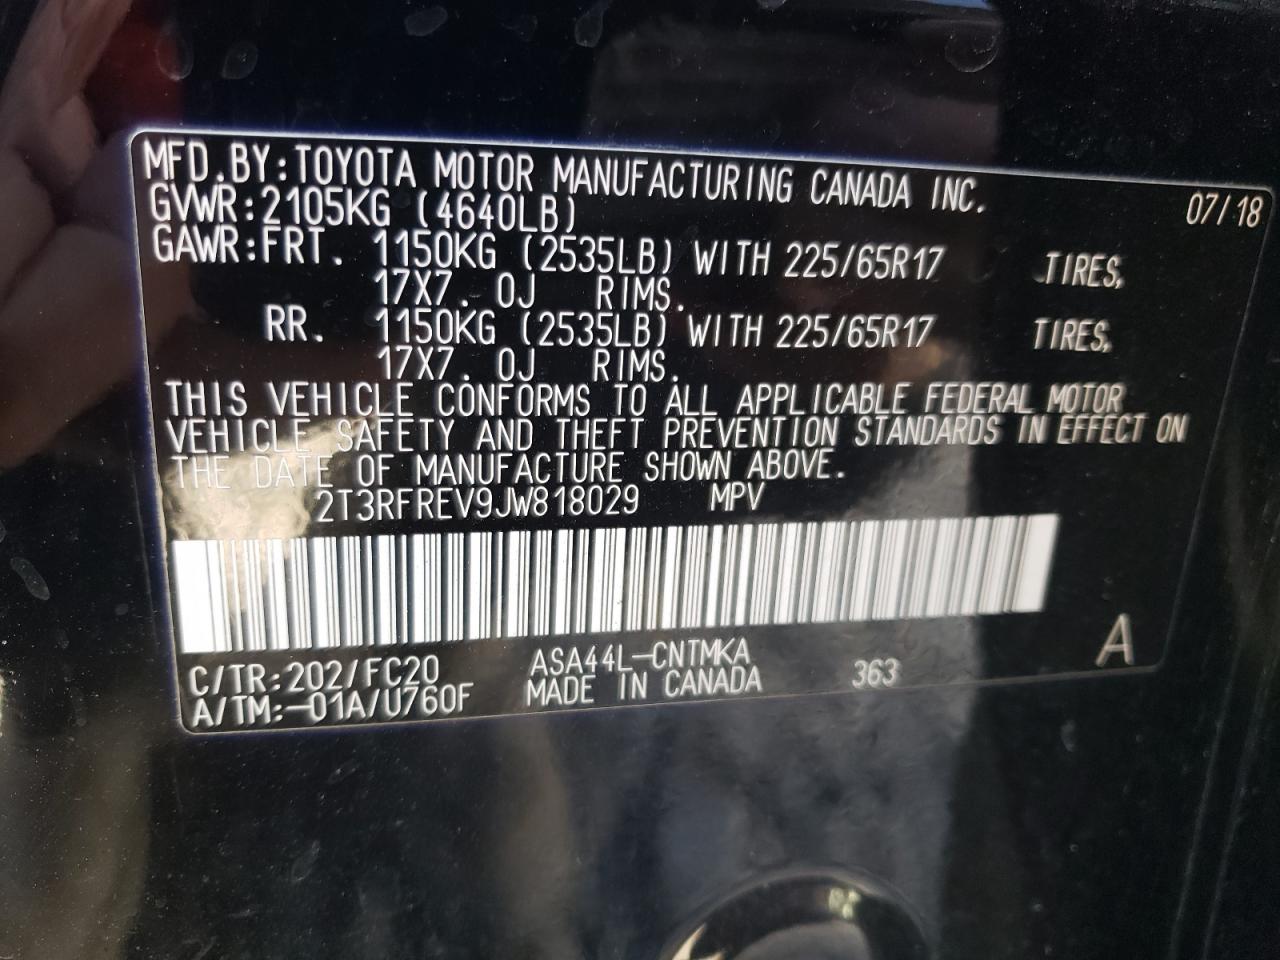 MFD.BY:TOYOTA MOTOR MANUFACTURING CANADA INC. 07/18
GVWR:2105KG (4640LB)
GAWR:FRT. 1150KG (2535LB) WITH 225/65R17 TIRES,
17X7. 0J RIMS.
RR. 1150KG (2535LB) WITH 225/65R17 TIRES,
17X7. 0J RIMS.
THIS VEHICLE CONFORMS TO ALL APPLICABLE FEDERAL MOTOR
VEHICLE SAFETY AND THEFT PREVENTION STANDARDS IN EFFECT ON
THE DATE OF MANUFACTURE SHOWN ABOVE.
2T3RFREV9JW818029 MPV
C/TR:202/FC20 ASA44L-CNTMKA 363 A
A/TM:-01A/U760F MADE IN CANADA